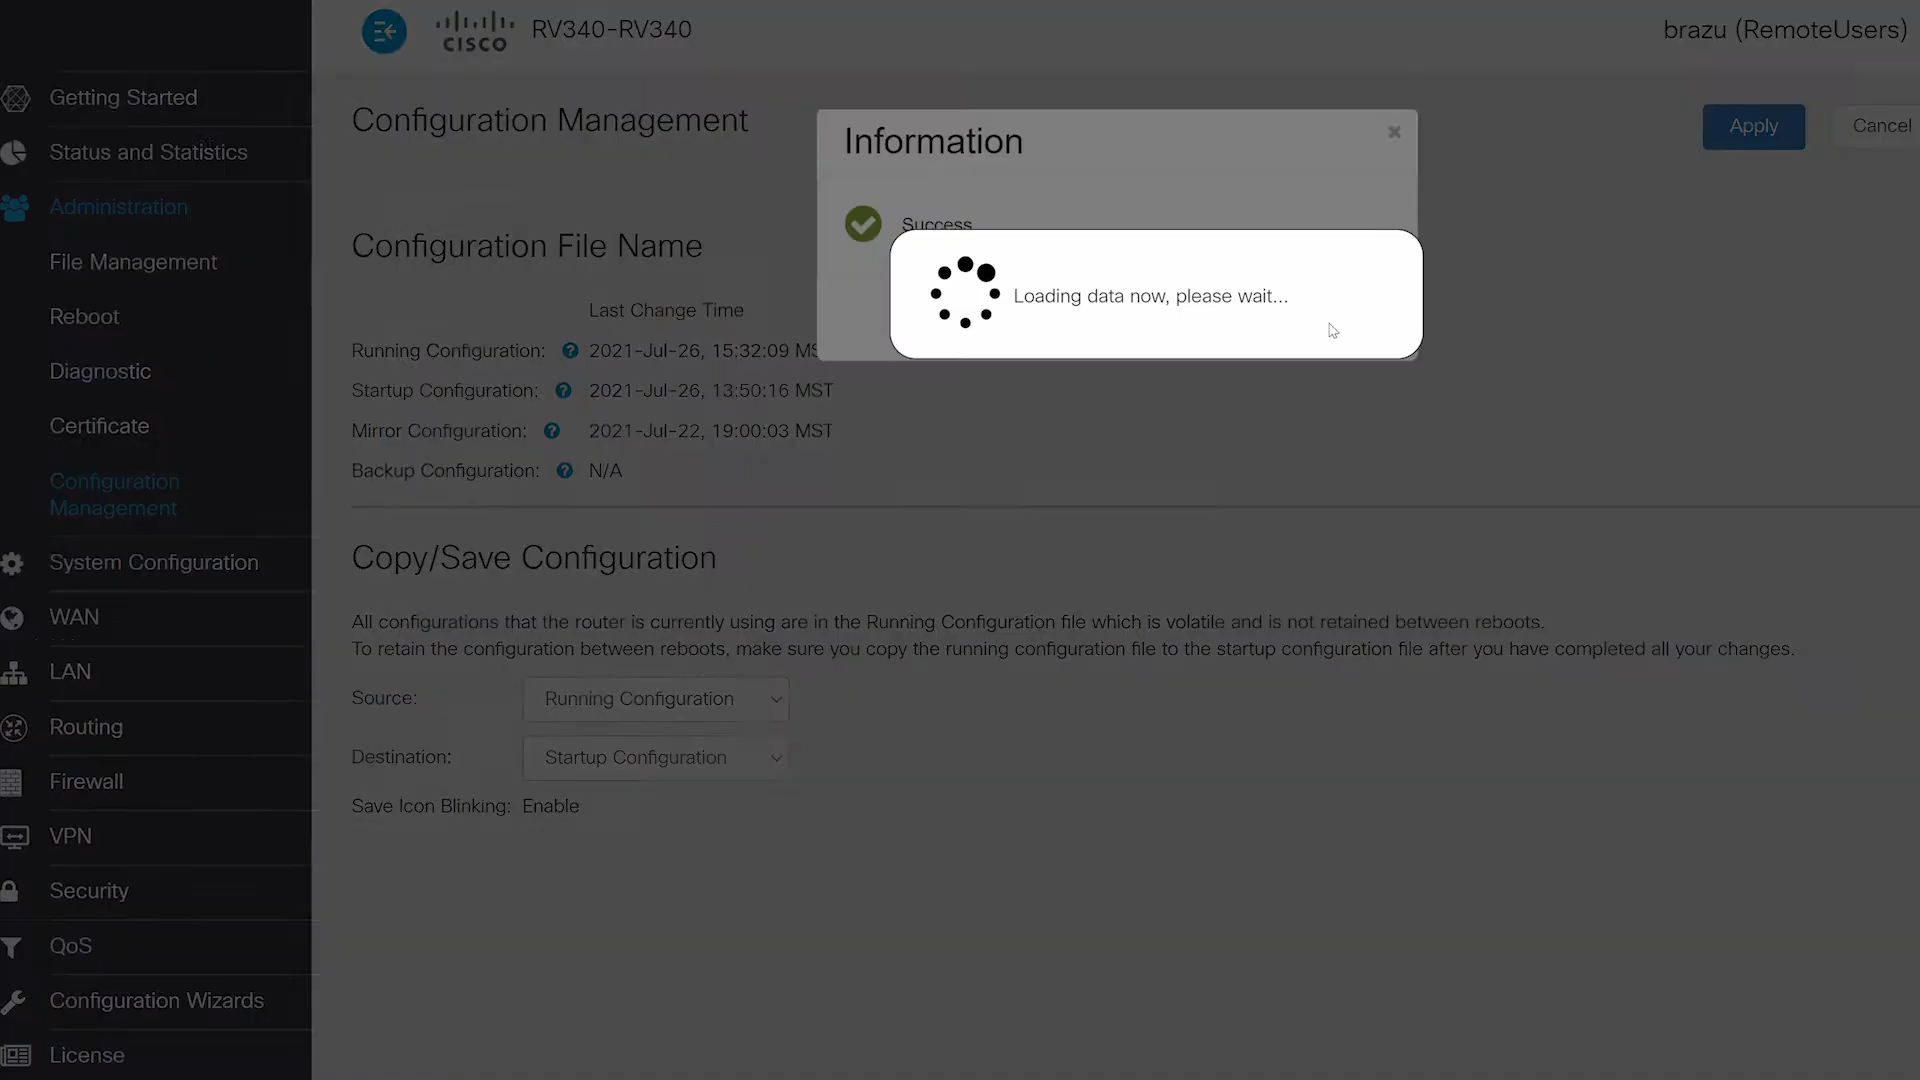 CISCO
RV340-RV340
brazu (RemoteUsers)
Getting Started
Status and Statistics
Administration
File Management
Reboot
Diagnostic
Certificate
Configuration
Management
System Configuration
WAN
LAN
Routing
Firewall
VPN
Security
QoS
Configuration Wizards
License
Configuration Management
Apply
Cancel
Information
Success
Loading data now, please wait...
Configuration File Name
Last Change Time
Running Configuration: 2021-Jul-26, 15:32:09 MS
Startup Configuration: 2021-Jul-26, 13:50:16 MST
Mirror Configuration: 2021-Jul-22, 19:00:03 MST
Backup Configuration: N/A
Copy/Save Configuration
All configurations that the router is currently using are in the Running Configuration file which is volatile and is not retained between reboots.
To retain the configuration between reboots, make sure you copy the running configuration file to the startup configuration file after you have completed all your changes.
Source: Running Configuration
Destination: Startup Configuration
Save Icon Blinking: Enable